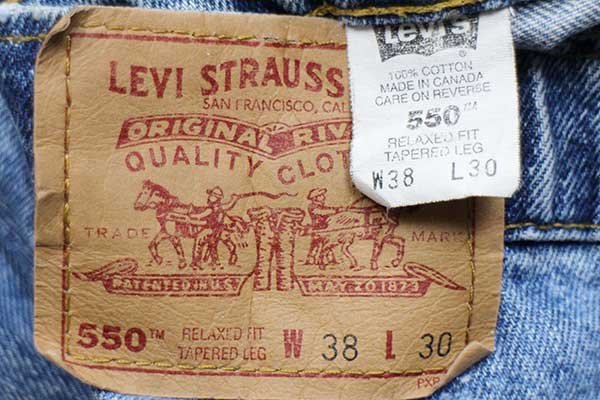 LEVI STRAUSS
SAN FRANCISCO, CAL
ORIGINAL RIV
QUALITY CLOT
TRADE MARK
PATENTED IN U.S. MAY 20 1873
550™ RELAXED FIT
TAPERED LEG W 38 L 30
PXP
Levi's
100% COTTON
MADE IN CANADA
CARE ON REVERSE
550™
RELAXED FIT
TAPERED LEG
W38 L30